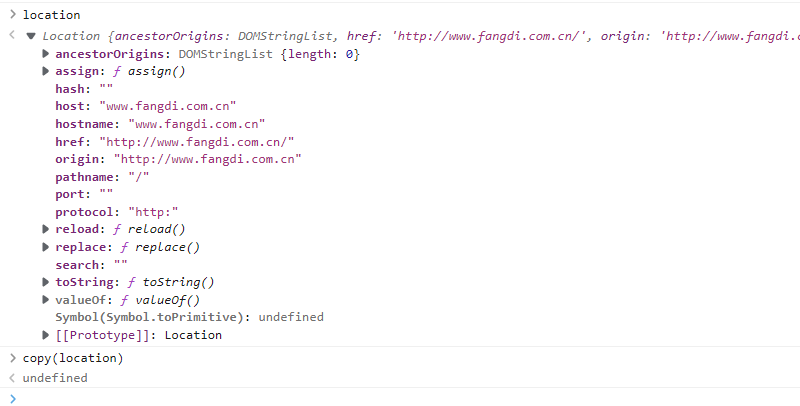 location
Location {ancestorOrigins: DOMStringList, href: 'http://www.fangdi.com.cn/', origin: 'http://www.fangdi.
ancestorOrigins: DOMStringList {length: 0}
assign: ƒ assign()
hash: ""
host: "www.fangdi.com.cn"
hostname: "www.fangdi.com.cn"
href: "http://www.fangdi.com.cn/"
origin: "http://www.fangdi.com.cn"
pathname: "/"
port: ""
protocol: "http:"
reload: ƒ reload()
replace: ƒ replace()
search: ""
toString: ƒ toString()
valueOf: ƒ valueOf()
Symbol(Symbol.toPrimitive): undefined
[[Prototype]]: Location
copy(location)
undefined